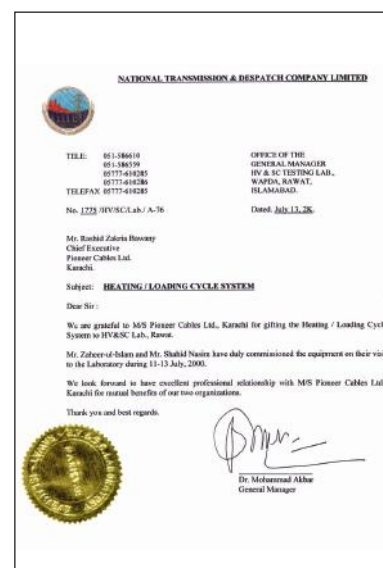 NATIONAL TRANSMISSION & DESPATCH COMPANY LIMITED
TELE: 051-586610
051-586559
05777-610285
05777-610286
TELEFAX 05777-610285
OFFICE OF THE
GENERAL MANAGER
HV & SC TESTING LAB.,
WAPDA, RAWAT,
ISLAMABAD.
No. 1775 /HV/SC/Lab./ A-76
Dated. July 13, 2K.
Mr. Rashid Zakria Bawany
Chief Executive
Pioneer Cables Ltd.
Karachi.
Subject: HEATING / LOADING CYCLE SYSTEM
Dear Sir :
We are grateful to M/S Pioneer Cables Ltd., Karachi for gifting the Heating / Loading Cycl
System to HV&SC Lab., Rawat.
Mr. Zaheer-ul-Islam and Mr. Shahid Nasim have duly commissioned the equipment on their visi
to the Laboratory during 11-13 July, 2000.
We look forward to have excellent professional relationship with M/S Pioneer Cables Ltd
Karachi for mutual benefits of our two organizations.
Thank you and best regards.
Dr. Mohammad Akbar
General Manager